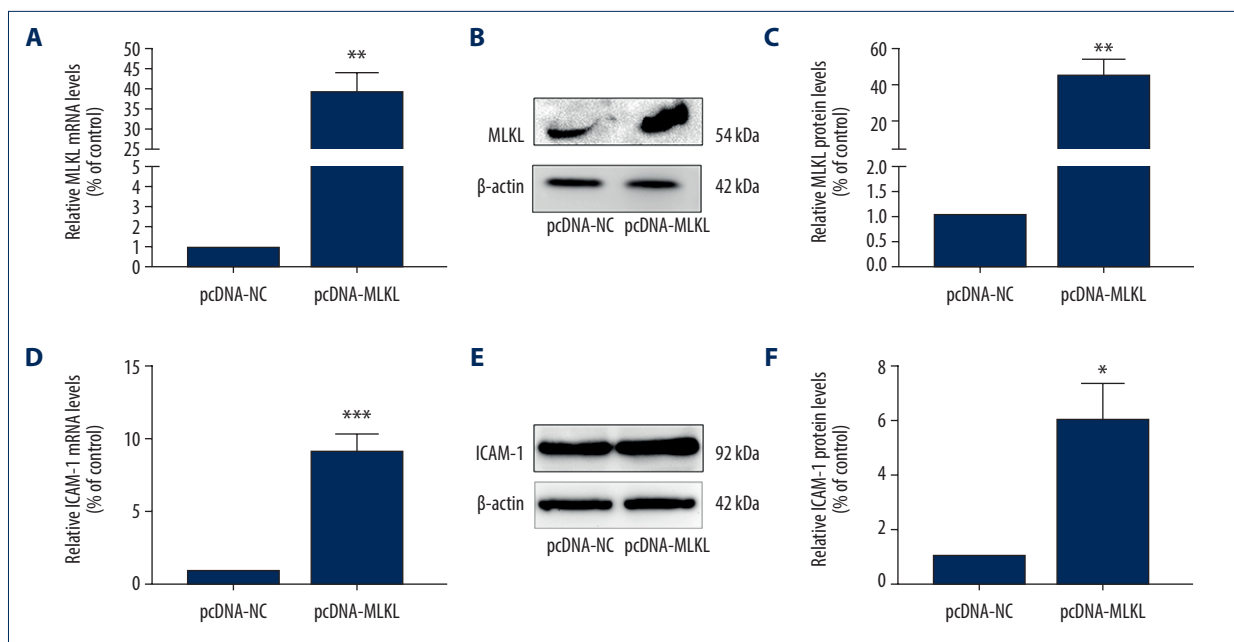 A
Relative MLKL mRNA levels
(% of control)
50
45
40
35
30
25
5
4
3
2
1
0
**
pcDNA-NC
pcDNA-MLKL
B
MLKL
54 kDa
β-actin
42 kDa
pcDNA-NC
pcDNA-MLKL
C
Relative MLKL protein levels
(% of control)
60
40
20
60
2.0
1.5
1.0
0.5
0.0
**
pcDNA-NC
pcDNA-MLKL
D
Relative ICAM-1 mRNA levels
(% of control)
15
10
5
0
***
pcDNA-NC
pcDNA-MLKL
E
ICAM-1
92 kDa
β-actin
42 kDa
pcDNA-NC
pcDNA-MLKL
F
Relative ICAM-1 protein levels
(% of control)
8
6
4
2
0
*
pcDNA-NC
pcDNA-MLKL